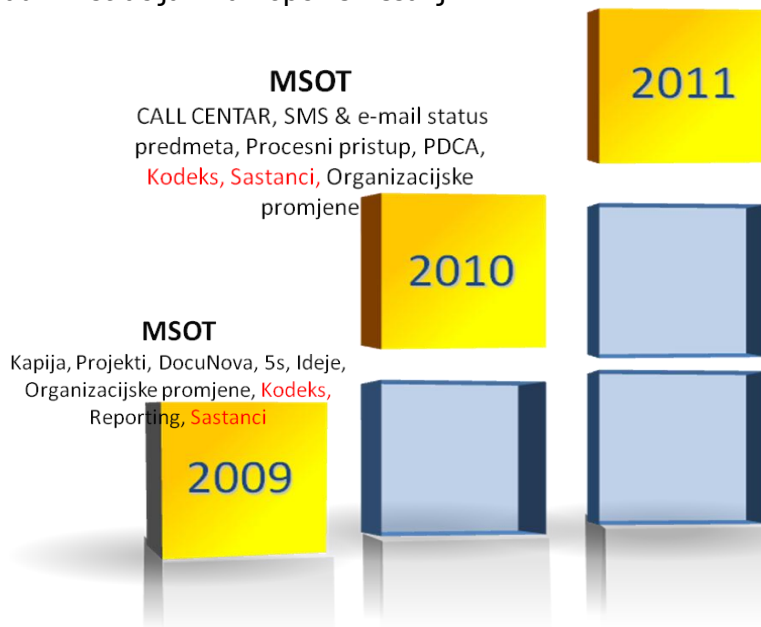 MSOT
CALL CENTAR, SMS & e-mail status
predmeta, Procesni pristup, PDCA,
Kodeks, Sastanci, Organizacijske
promjene
2011
2010
MSOT
Kapija, Projekti, DocuNova, 5s, Ideje,
Organizacijske promjene, Kodeks,
Reporting, Sastanci
2009